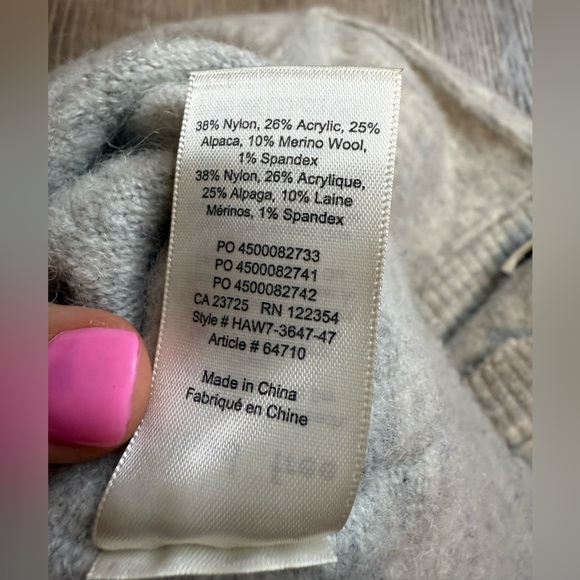 38% Nylon, 26% Acrylic, 25%
Alpaca, 10% Merino Wool,
1% Spandex
38% Nylon, 26% Acrylique,
25% Alpaga, 10% Laine
Mérinos, 1% Spandex
PO 4500082733
PO 4500082741
PO 4500082742
CA 23725 RN 122354
Style # HAW7-3647-47
Article # 64710
Made in China
Fabriqué en Chine